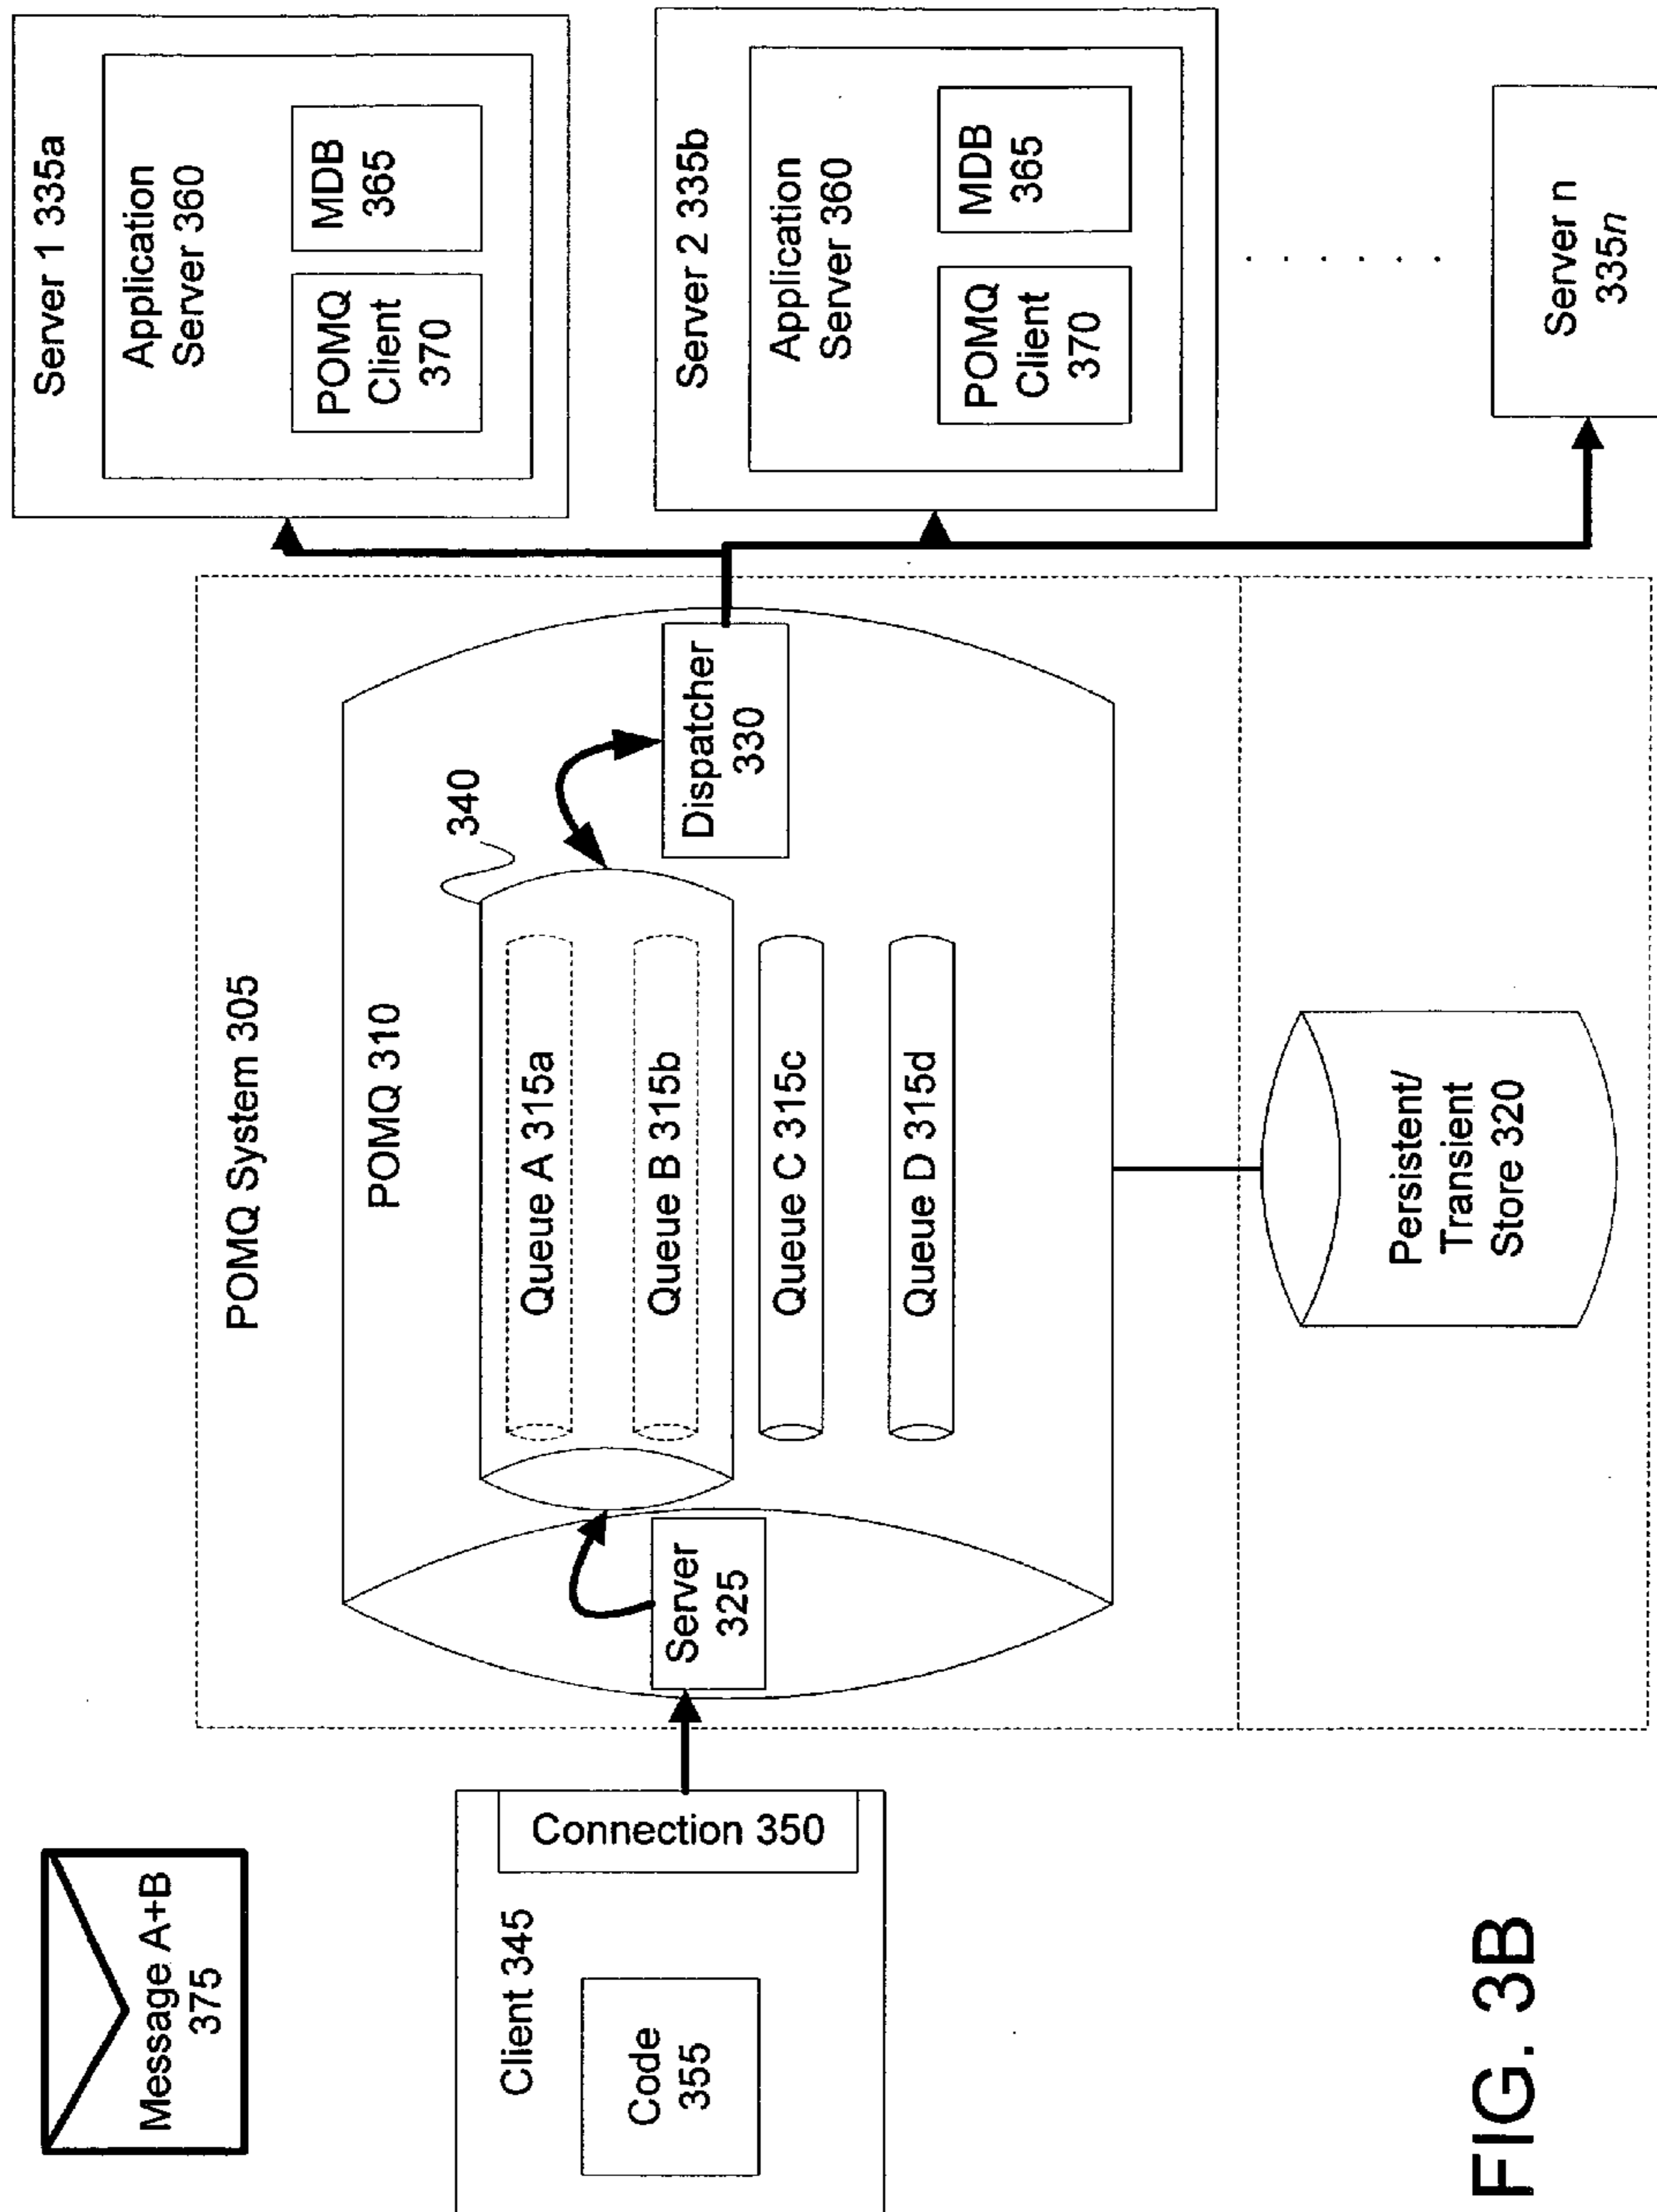 Message A+B
375
Client 345
Code
355
Connection 350
POMQ System 305
POMQ 310
Server
325
340
Queue A 315a
Queue B 315b
Queue C 315c
Queue D 315d
Dispatcher
330
Persistent/
Transient
Store 320
Server 1 335a
Application
Server 360
POMQ
Client
370
MDB
365
Server 2 335b
Application
Server 360
POMQ
Client
370
MDB
365
. . . . . . .
Server n
335n
FIG. 3B